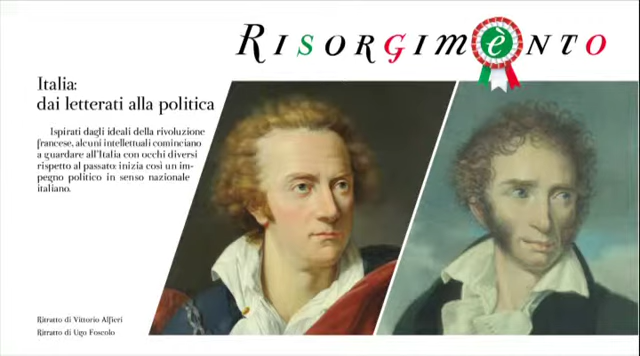 RISORGIMèNTO
Italia:
dai letterati alla politica
Ispirati dagli ideali della rivoluzione
francese, alcuni intellettuali cominciano
a guardare all'Italia con occhi diversi
rispetto al passato: inizia così un im-
pegno politico in senso nazionale
italiano.
Ritratto di Vittorio Alfieri
Ritratto di Ugo Foscolo